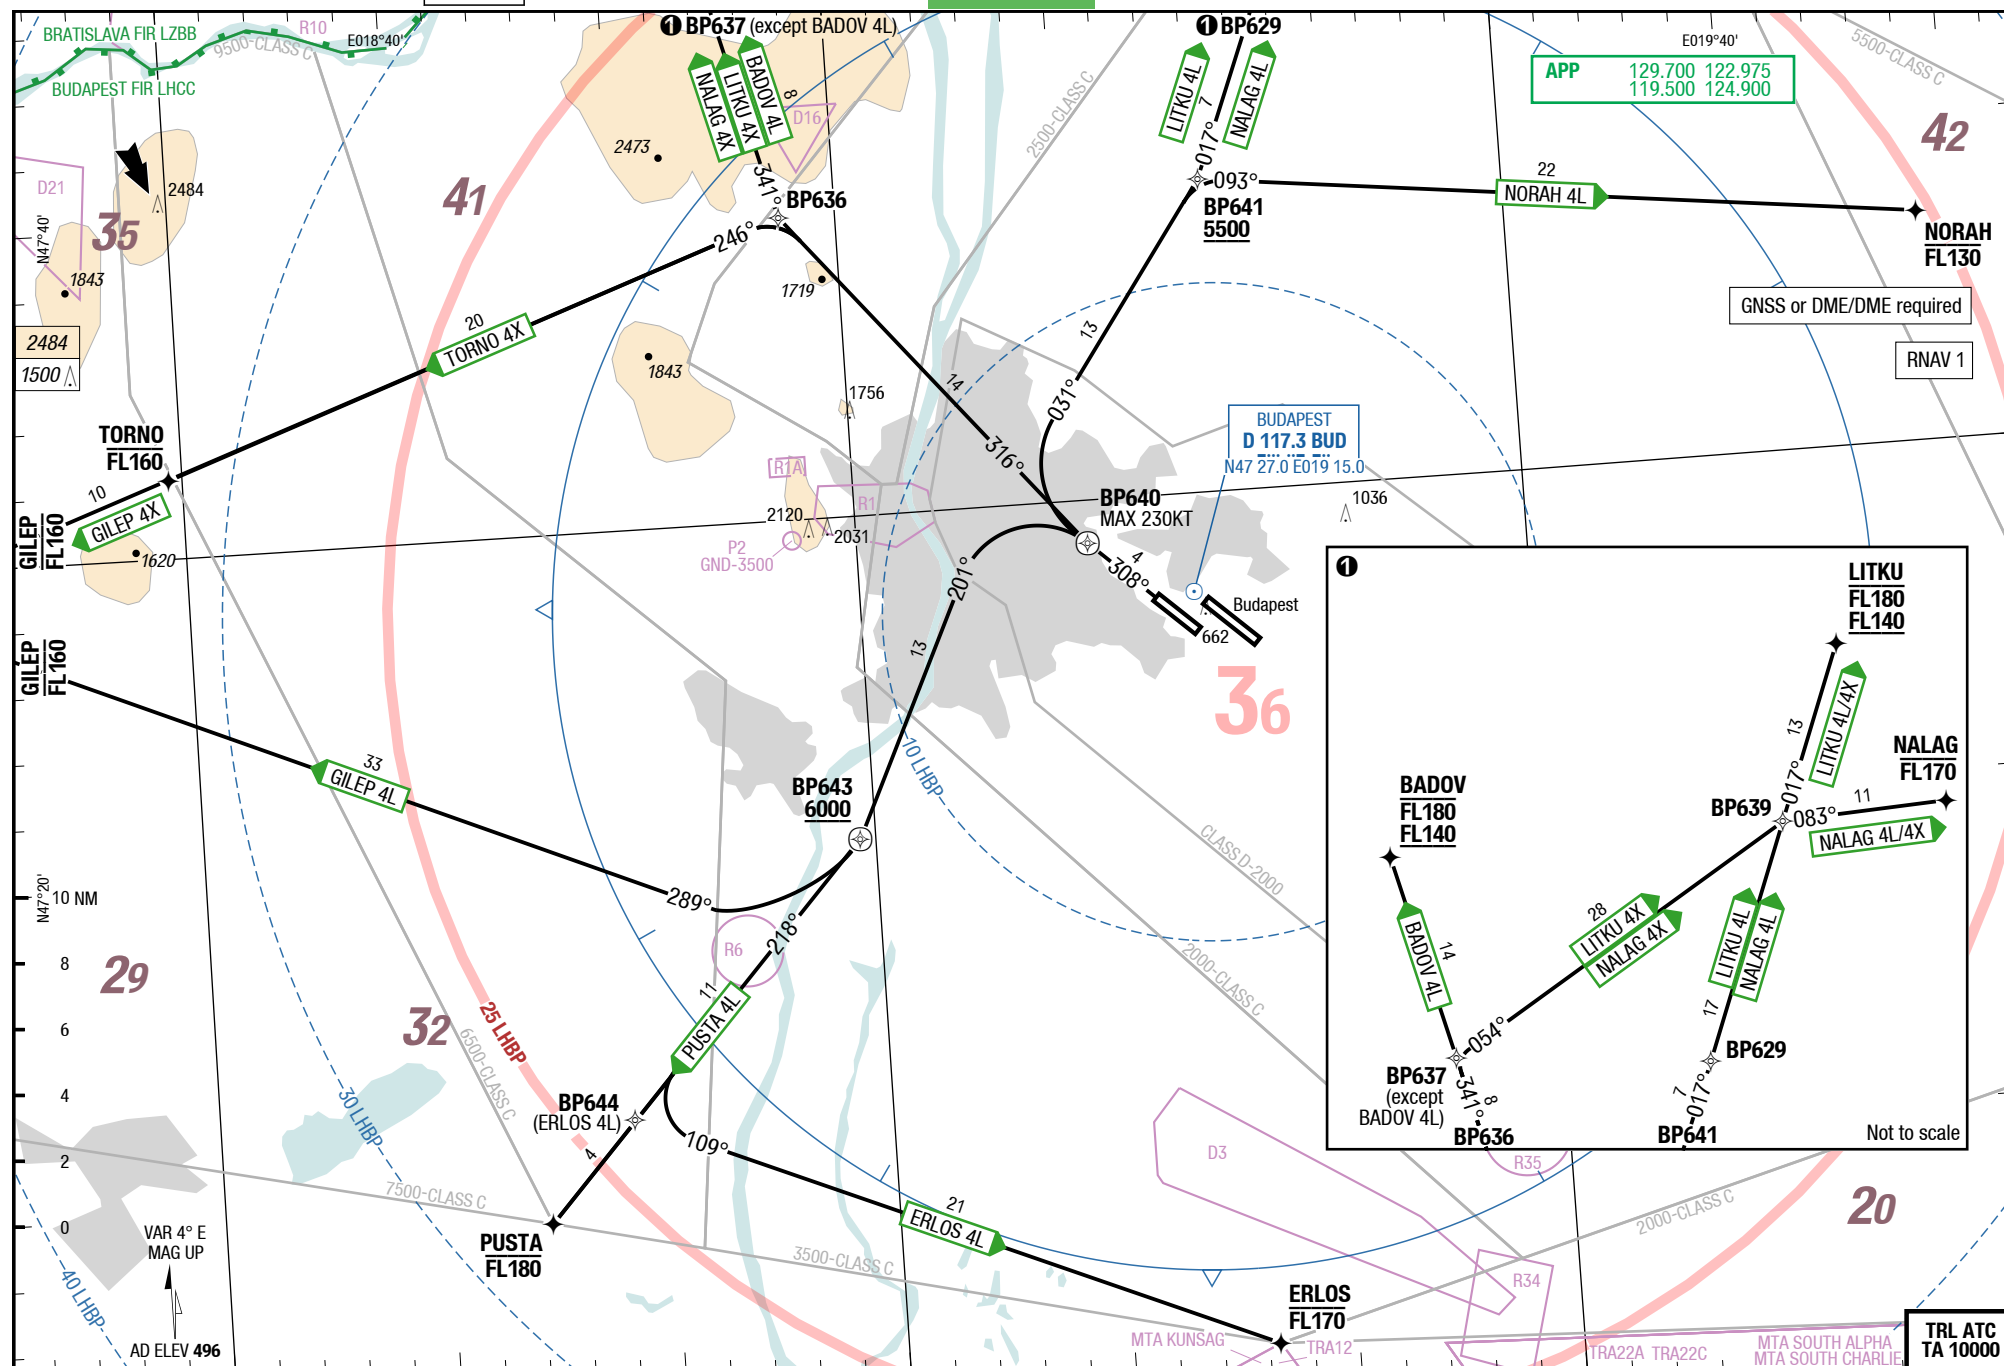 BRATISLAVA FIR LZBB
BUDAPEST FIR LHCC
R10
9500-CLASS C
E018°40'
❶ BP637 (except BADOV 4L)
NALAG 4X
LITKU 4X
BADOV 4L
8
341°
D16
2473
❶ BP629
LITKU 4L
7
017°
NALAG 4L
2500-CLASS C
E019°40'
5500-CLASS C
APP 129.700 122.975
119.500 124.900
42
D21
N47°40'
35
2484
41
1843
2484
1500
BP636
246°
1719
BP641
5500
093°
22
NORAH 4L
NORAH
FL130
GNSS or DME/DME required
RNAV 1
20
TORNO 4X
1843
1756
14
316°
13
031°
BUDAPEST
D 117.3 BUD
N47 27.0 E019 15.0
TORNO
FL160
10
GILEP 4X
GILEP
FL160
1620
R1A
R1
2120
2031
P2
GND-3500
BP640
MAX 230KT
4
308°
1036
Budapest
662
36
201°
13
GILEP
FL160
33
GILEP 4L
BP643
6000
10 LHBP
289°
218°
R6
11
PUSTA 4L
CLASS D-2000
2000-CLASS C
N47°20'
10 NM
8
6
4
2
0
29
32
25 LHBP
6500-CLASS C
30 LHBP
BP644
(ERLOS 4L)
4
109°
7500-CLASS C
PUSTA
FL180
3500-CLASS C
21
ERLOS 4L
ERLOS
FL170
VAR 4° E
MAG UP
AD ELEV 496
40 LHBP
❶
LITKU
FL180
FL140
13
LITKU 4L/4X
017°
NALAG
FL170
11
083°
NALAG 4L/4X
BP639
BADOV
FL180
FL140
14
BADOV 4L
28
LITKU 4X
NALAG 4X
LITKU 4L
NALAG 4L
17
054°
BP637
(except
BADOV 4L)
341°
8
BP636
BP629
7
017°
BP641
Not to scale
D3
R35
R34
2000-CLASS C
20
MTA KUNSAG
TRA12
TRA22A TRA22C
MTA SOUTH ALPHA
MTA SOUTH CHARLIE
TRL ATC
TA 10000